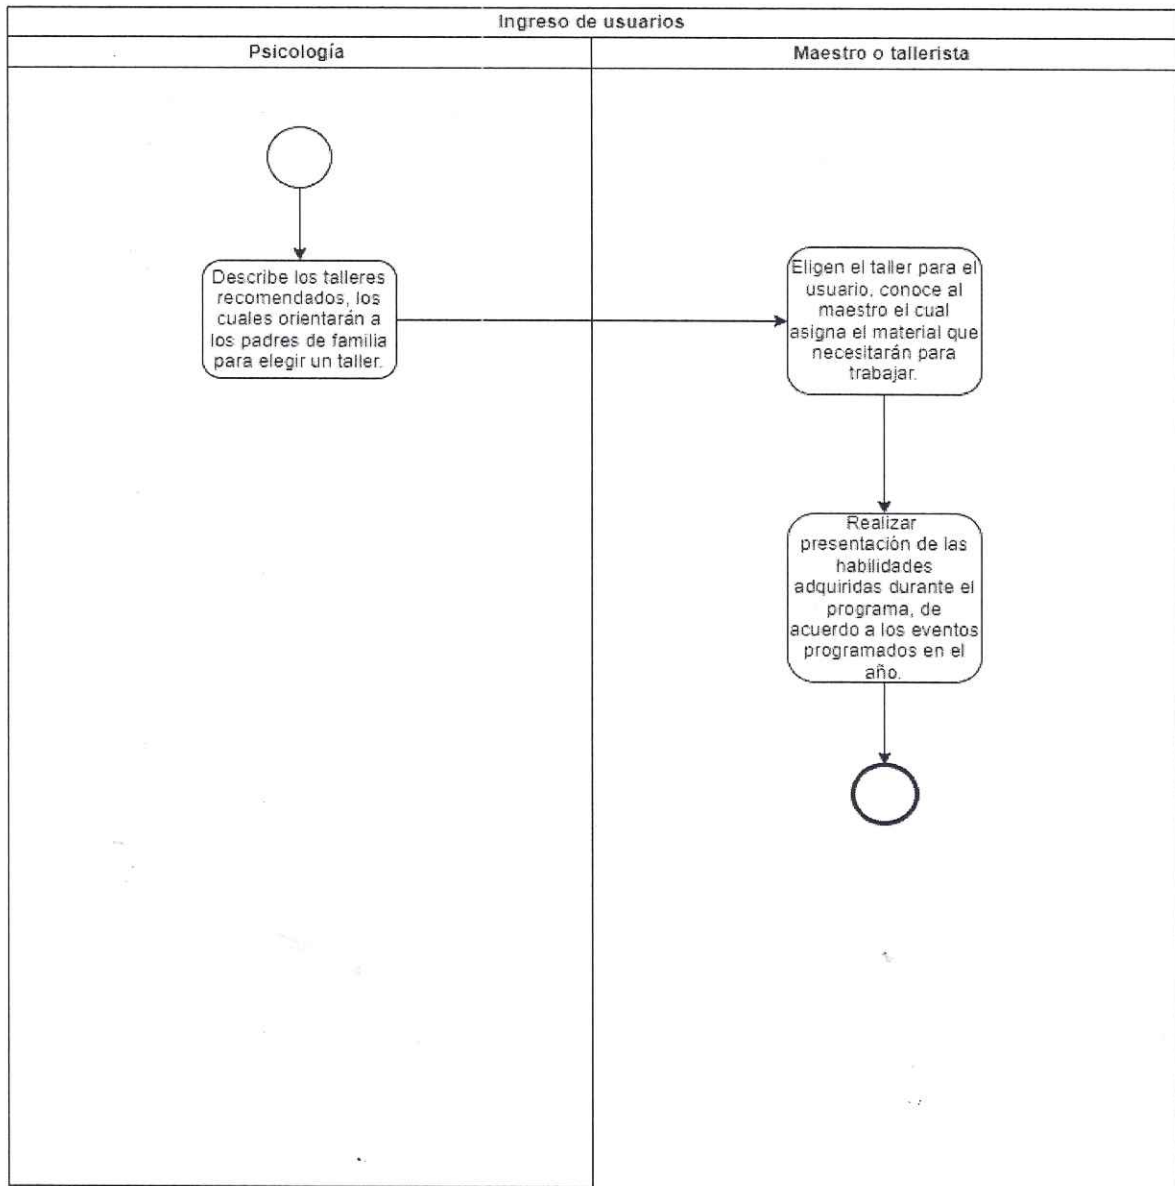 Ingreso de usuarios
Psicología
Maestro o tallerista
Describe los talleres
recomendados, los
cuales orientarán a
los padres de familia
para elegir un taller.
Eligen el taller para el
usuario, conoce al
maestro el cual
asigna el material que
necesitarán para
trabajar.
Realizar
presentación de las
habilidades
adquiridas durante el
programa, de
acuerdo a los eventos
programados en el
año.